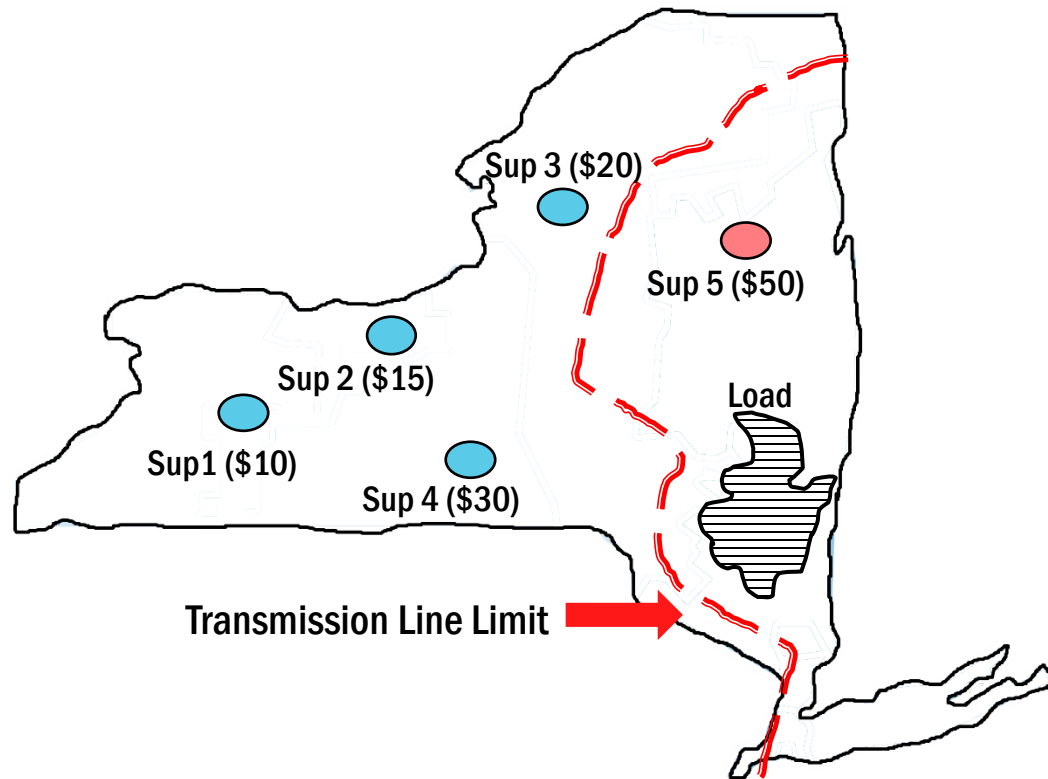 Sup 3 ($20)
Sup 5 ($50)
Sup 2 ($15)
Load
Sup1 ($10)
Sup 4 ($30)
Transmission Line Limit